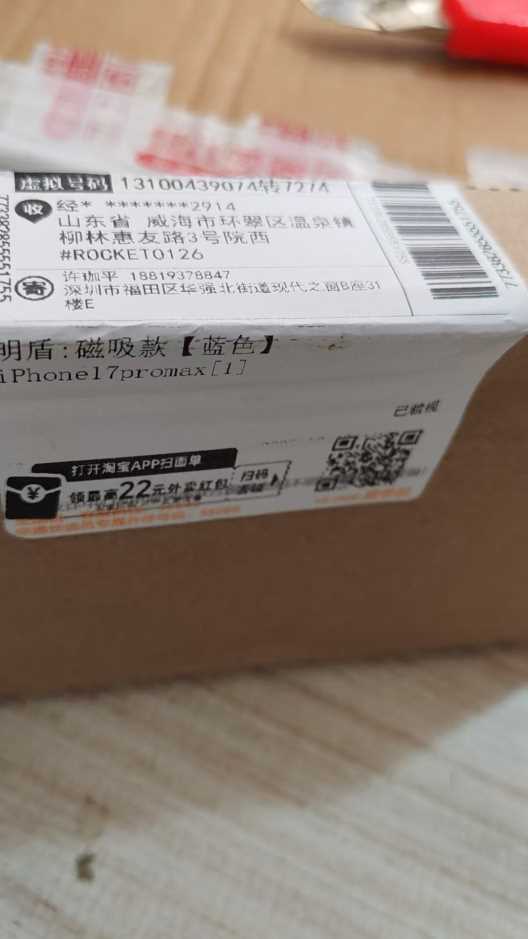 虚拟号码 13100439074转7274
收 经* *******2914
山东省 威海市环翠区温泉镇
柳林惠友路3号院西
#ROCKET0126
寄 许珈平 18819378847
深圳市福田区华强北街道现代之窗B座31
楼E
明盾:磁吸款【蓝色】
iPhone17promax[1]
已验视
打开淘宝APP扫面单
领最高22元外卖红包
扫码